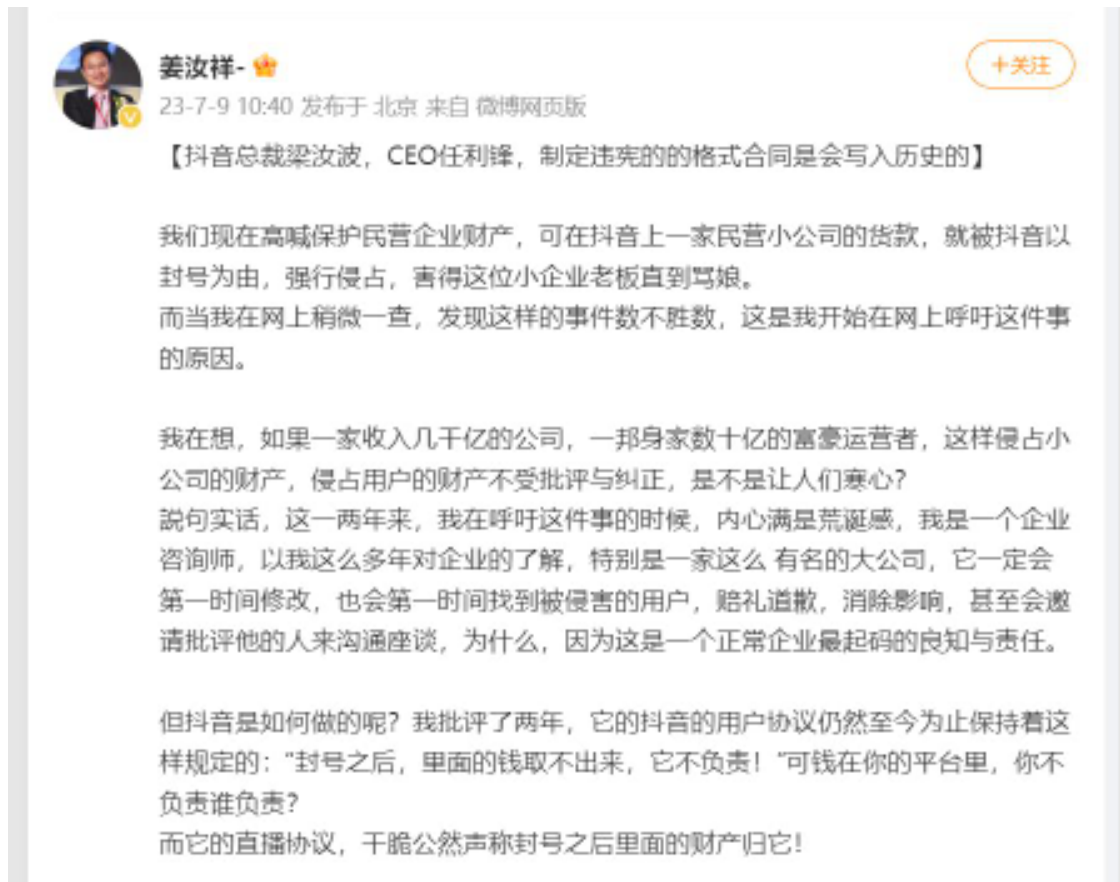 姜汝祥-
+关注
23-7-9 10:40 发布于 北京 来自 微博网页版
【抖音总裁梁汝波，CEO任利锋，制定违宪的的格式合同是会写入历史的】
我们现在高喊保护民营企业财产，可在抖音上一家民营小公司的货款，就被抖音以
封号为由，强行侵占，害得这位小企业老板直到骂娘。
而当我在网上稍微一查，发现这样的事件数不胜数，这是我开始在网上呼吁这件事
的原因。
我在想，如果一家收入几千亿的公司，一邦身家数十亿的富豪运营者，这样侵占小
公司的财产，侵占用户的财产不受批评与纠正，是不是让人们寒心？
説句实话，这一两年来，我在呼吁这件事的时候，内心满是荒诞感，我是一个企业
咨询师，以我这么多年对企业的了解，特别是一家这么 有名的大公司，它一定会
第一时间修改，也会第一时间找到被侵害的用户，赔礼道歉，消除影响，甚至会邀
请批评他的人来沟通座谈，为什么，因为这是一个正常企业最起码的良知与责任。
但抖音是如何做的呢？我批评了两年，它的抖音的用户协议仍然至今为止保持着这
样规定的：“封号之后，里面的钱取不出来，它不负责！”可钱在你的平台里，你不
负责谁负责？
而它的直播协议，干脆公然声称封号之后里面的财产归它！